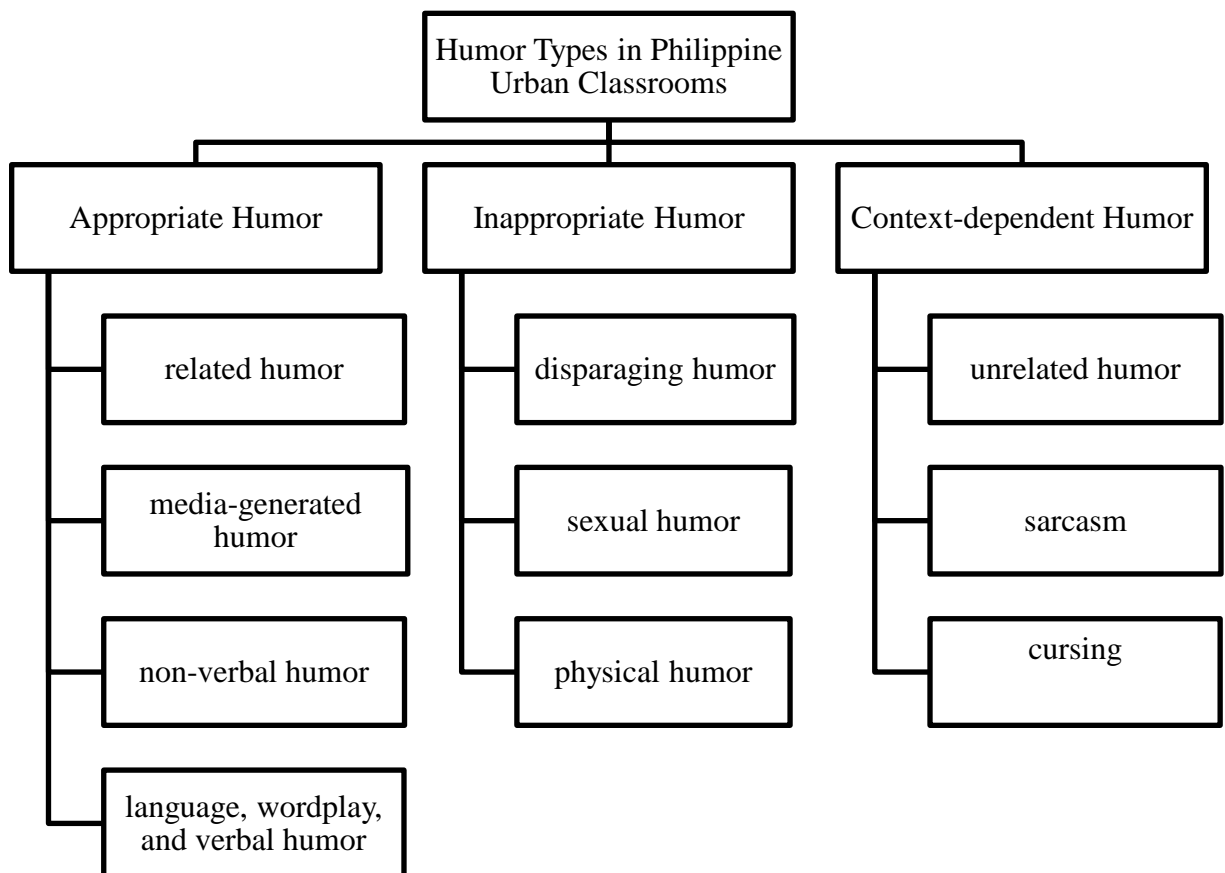 Humor Types in Philippine
Urban Classrooms
Appropriate Humor
related humor
media-generated
humor
non-verbal humor
language, wordplay,
and verbal humor
Inappropriate Humor
disparaging humor
sexual humor
physical humor
Context-dependent Humor
unrelated humor
sarcasm
cursing